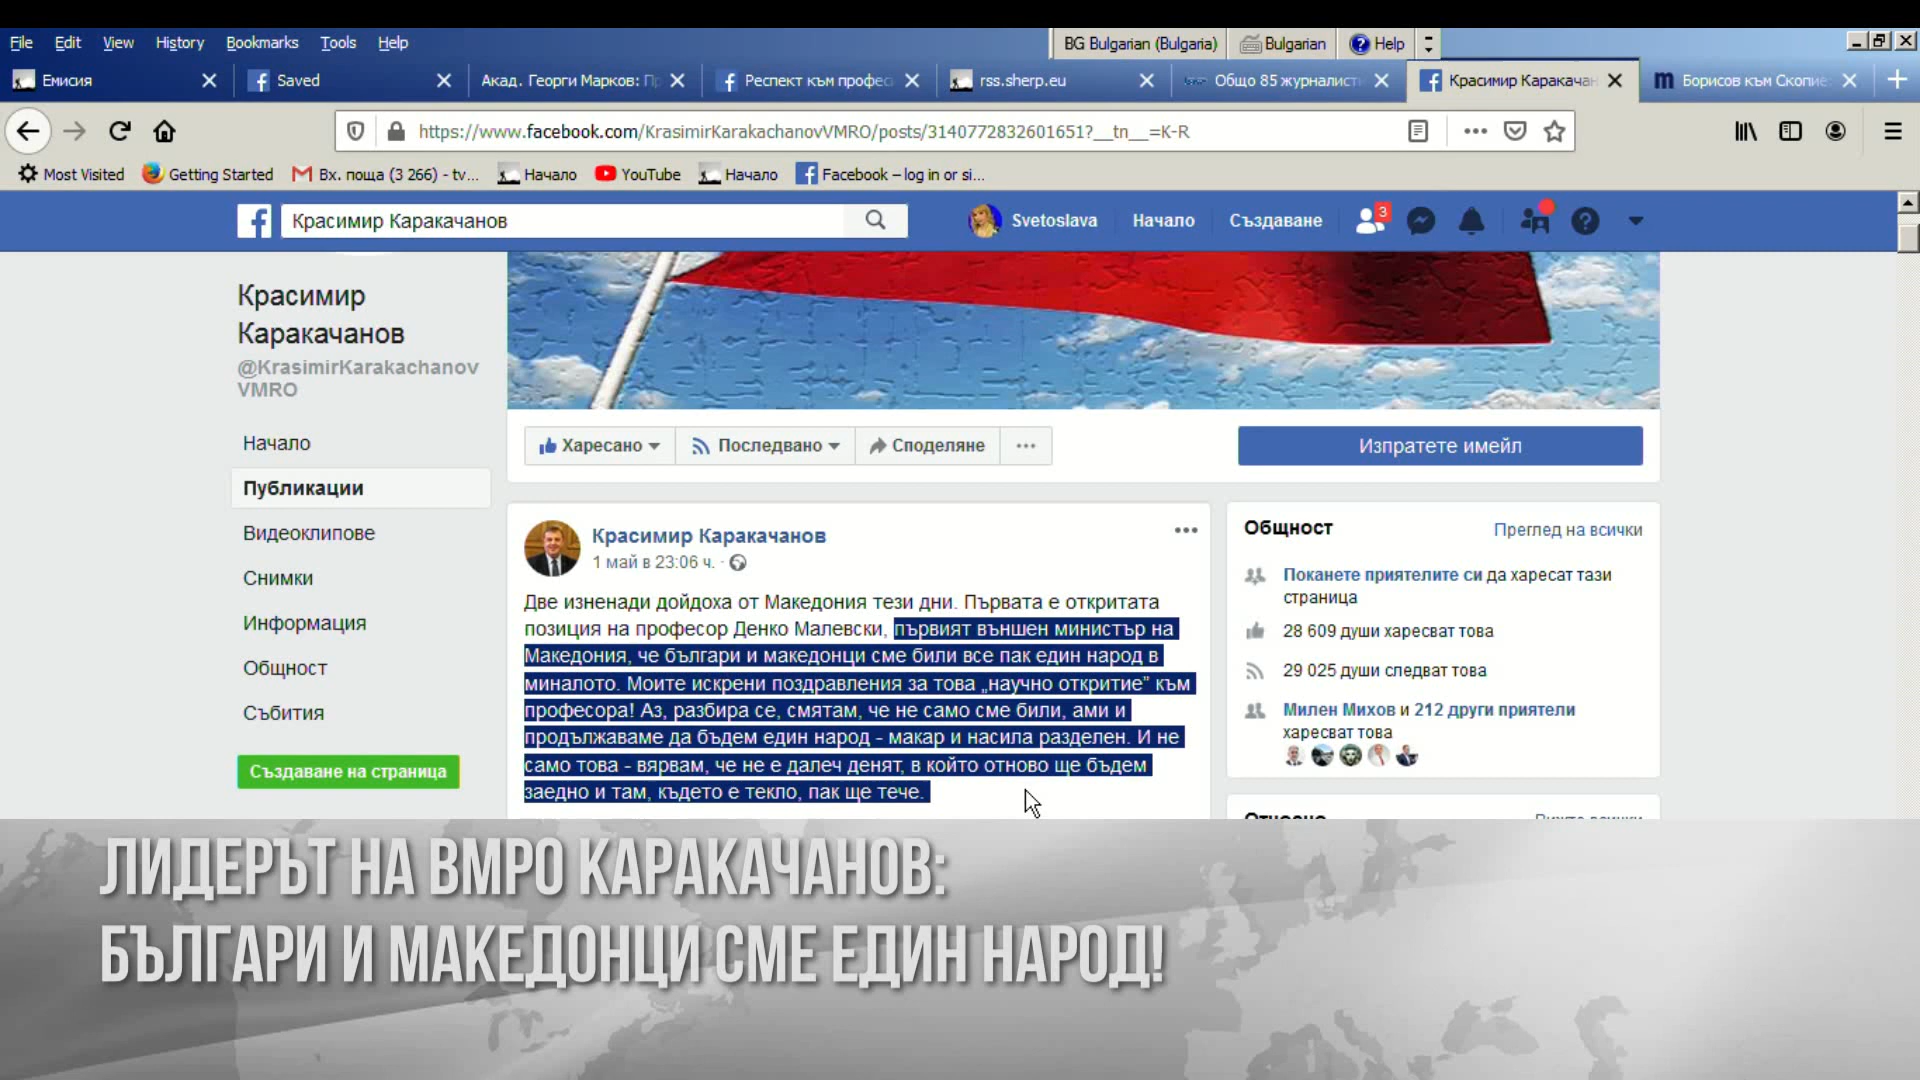 File Edit View History Bookmarks Tools Help
BG Bulgarian (Bulgaria) Bulgarian Help
Емисия
Saved
Акад. Георги Марков:
Респект към профес
rss.sherp.eu
Общо 85 журналист
Красимир Каракачан
Борисов към Скопие
https://www.facebook.com/KrasimirKarakachanovVMRO/posts/3140772832601651?__tn__=K-R
Most Visited Getting Started Вх. поща (3 266) - tv... Начало YouTube Начало Facebook – log in or si...
Красимир Каракачанов
Svetoslava Начало Създаване 3
Красимир
Каракачанов
@KrasimirKarakachanov
VMRO
Начало
Публикации
Видеоклипове
Снимки
Информация
Общност
Събития
Създаване на страница
Харесано Последвано Споделяне ...
Изпратете имейл
Красимир Каракачанов
1 май в 23:06 ч. ·
Две изненади дойдоха от Македония тези дни. Първата е откритата
позиция на професор Денко Малевски, първият външен министър на
Македония, че българи и македонци сме били все пак един народ в
миналото. Моите искрени поздравления за това „научно откритие" към
професора! Аз, разбира се, смятам, че не само сме били, ами и
продължаваме да бъдем един народ - макар и насила разделен. И не
само това - вярвам, че не е далеч денят, в който отново ще бъдем
заедно и там, където е текло, пак ще тече.
Общност Преглед на всички
Поканете приятелите си да харесат тази
страница
28 609 души харесват това
29 025 души следват това
Милен Михов и 212 други приятели
харесват това
ЛИДЕРЪТ НА ВМРО КАРАКАЧАНОВ:
БЪЛГАРИ И МАКЕДОНЦИ СМЕ ЕДИН НАРОД!